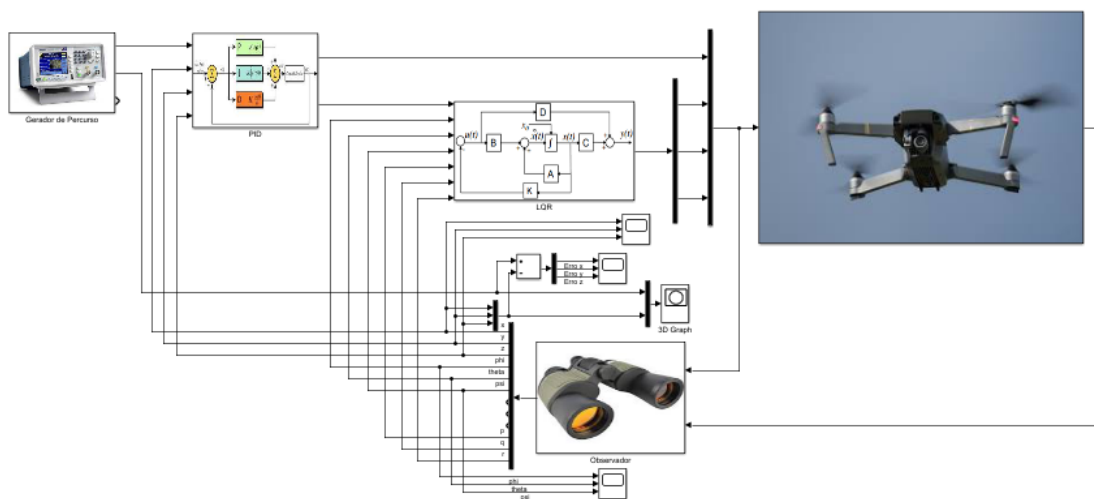 Gerador de Percurso
P
I
D
PID
D
u(t)
B
x(t)
∫
x(t)
C
y(t)
A
K
LQR
Erro x
Erro y
Erro z
3D Graph
x
y
z
phi
theta
psi
p
q
r
Observador
phi
theta
psi